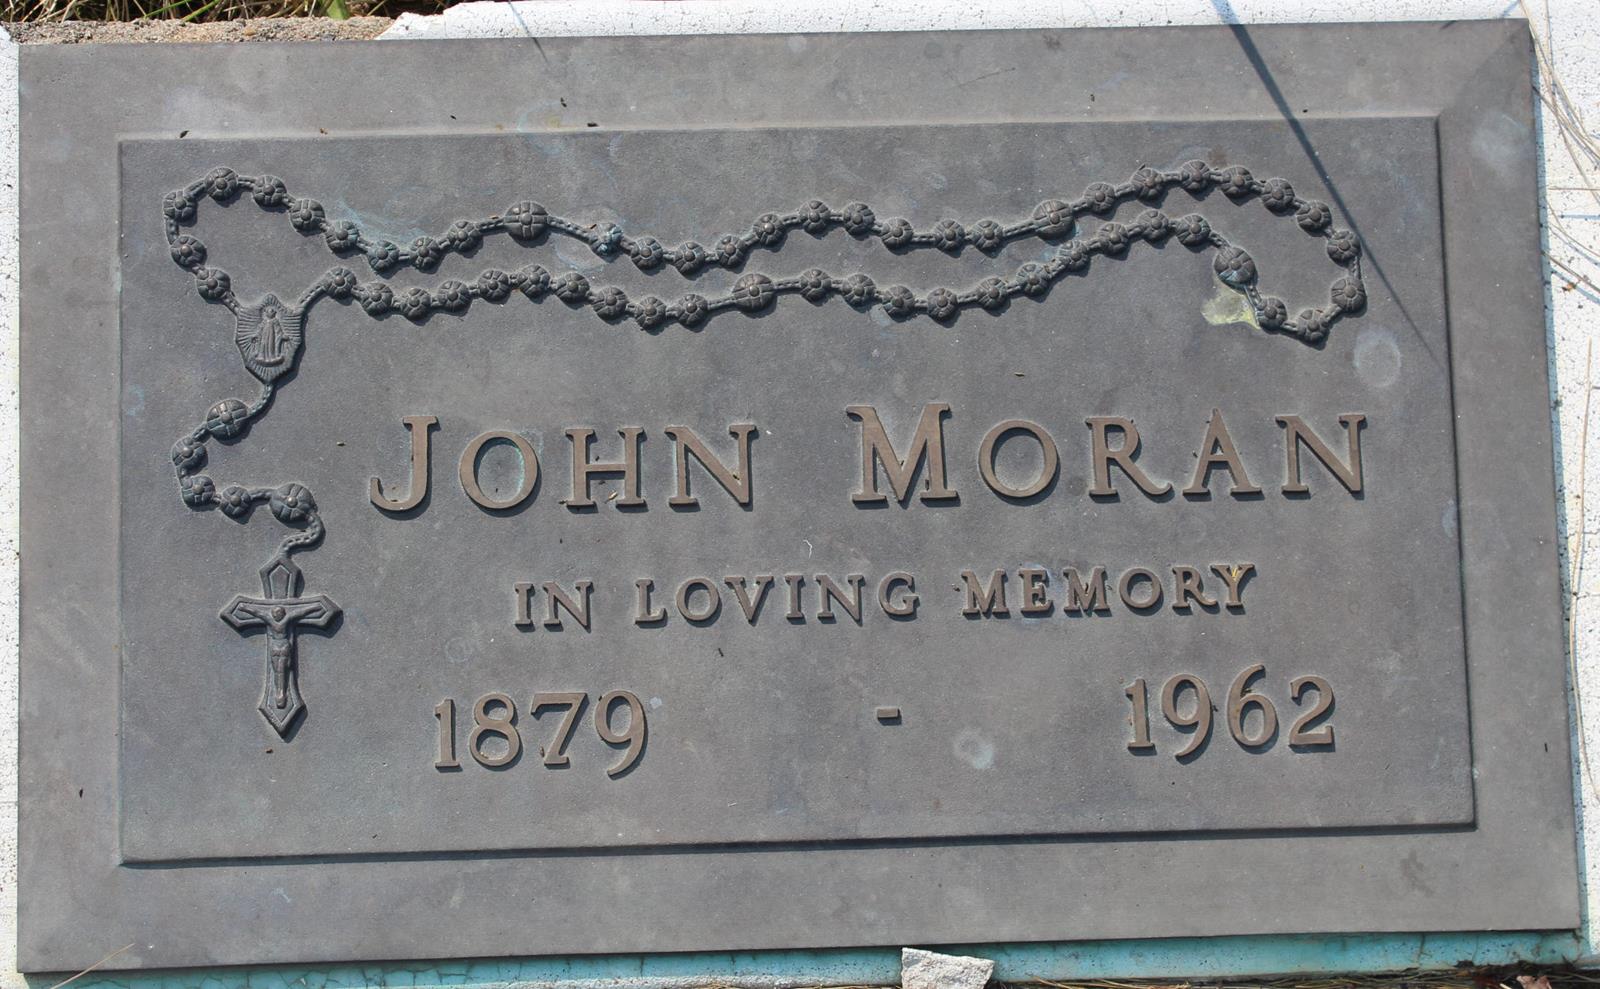 JOHN MORAN
IN LOVING MEMORY
1879 - 1962